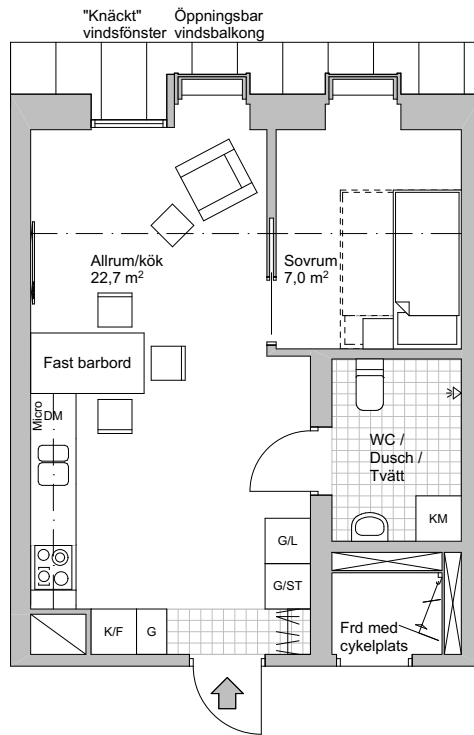 "Knäckt"
vindsfönster
Öppningsbar
vindsbalkong
Allrum/kök
22,7 m²
Sovrum
7,0 m²
Fast barbord
Micro
DM
WC /
Dusch /
Tvätt
KM
G/L
G/ST
K/F
G
Frd med
cykelplats